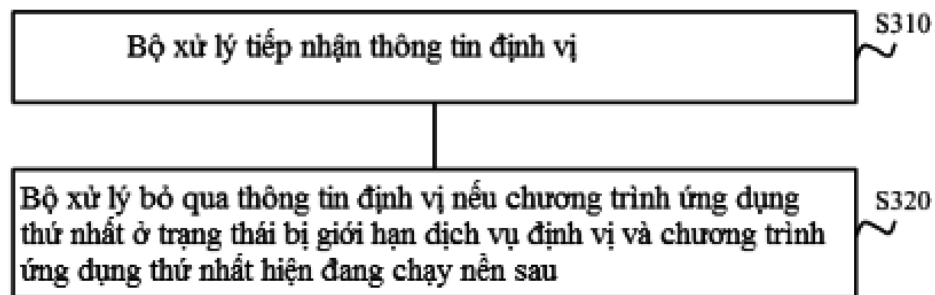 Bộ xử lý tiếp nhận thông tin định vị
S310
Bộ xử lý bỏ qua thông tin định vị nếu chương trình ứng dụng
thứ nhất ở trạng thái bị giới hạn dịch vụ định vị và chương trình
ứng dụng thứ nhất hiện đang chạy nền sau
S320